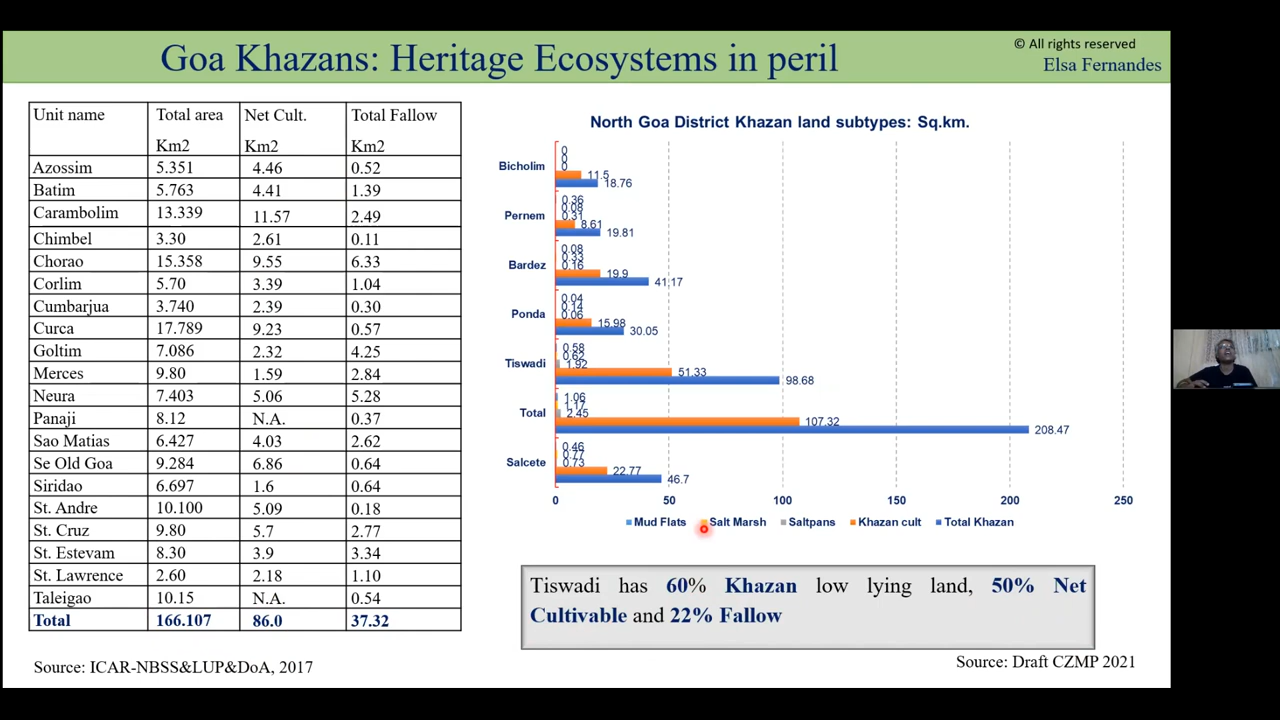 Goa Khazans: Heritage Ecosystems in peril
© All rights reserved
Elsa Fernandes
Unit name Total area Km2 Net Cult. Km2 Total Fallow Km2
Azossim 5.351 4.46 0.52
Batim 5.763 4.41 1.39
Carambolim 13.339 11.57 2.49
Chimbel 3.30 2.61 0.11
Chorao 15.358 9.55 6.33
Corlim 5.70 3.39 1.04
Cumbarjua 3.740 2.39 0.30
Curca 17.789 9.23 0.57
Goltim 7.086 2.32 4.25
Merces 9.80 1.59 2.84
Neura 7.403 5.06 5.28
Panaji 8.12 N.A. 0.37
Sao Matias 6.427 4.03 2.62
Se Old Goa 9.284 6.86 0.64
Siridao 6.697 1.6 0.64
St. Andre 10.100 5.09 0.18
St. Cruz 9.80 5.7 2.77
St. Estevam 8.30 3.9 3.34
St. Lawrence 2.60 2.18 1.10
Taleigao 10.15 N.A. 0.54
Total 166.107 86.0 37.32
Source: ICAR-NBSS&LUP&DoA, 2017
North Goa District Khazan land subtypes: Sq.km.
Bicholim
0
0
0
11.5
18.76
Pernem
0.36
0.08
0.31
8.61
19.81
Bardez
0.08
0.33
0.16
19.9
41.17
Ponda
0.04
0.14
0.06
15.98
30.05
Tiswadi
0.58
0.62
1.92
51.33
98.68
Total
1.06
1.17
2.45
107.32
208.47
Salcete
0.46
0.77
0.73
22.77
46.7
0 50 100 150 200 250
Mud Flats Salt Marsh Saltpans Khazan cult Total Khazan
Tiswadi has 60% Khazan low lying land, 50% Net
Cultivable and 22% Fallow
Source: Draft CZMP 2021